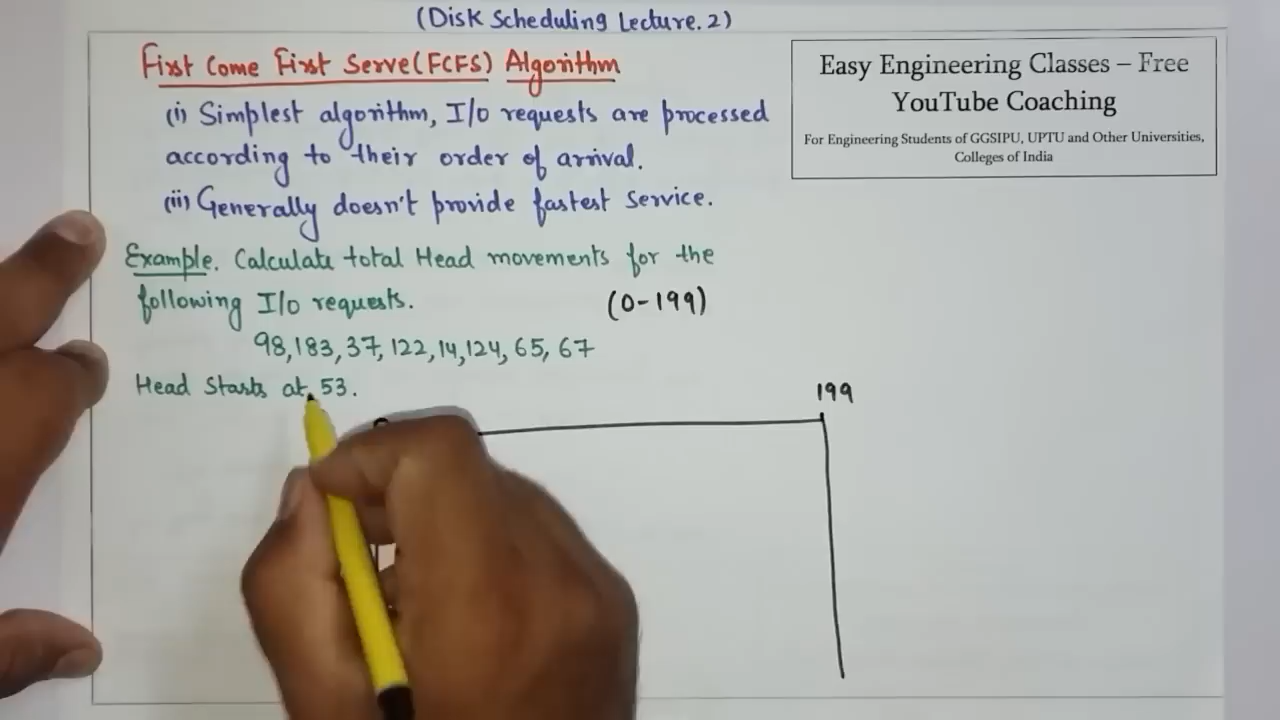 (Disk Scheduling Lecture.2)
First Come First Serve(FCFS) Algorithm
(i) Simplest algorithm, I/o requests are processed
according to their order of arrival.
(ii) Generally doesn't provide fastest service.
Example. Calculate total Head movements for the
following I/o requests. (0-199)
98,183,37,122,14,124,65,67
Head Starts at 53.
199
Easy Engineering Classes – Free
YouTube Coaching
For Engineering Students of GGSIPU, UPTU and Other Universities,
Colleges of India